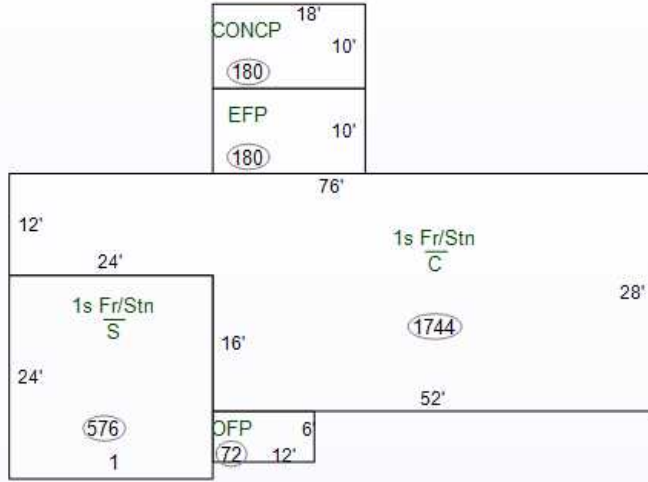 18'
CONCP
10'
180
EFP
10'
180
76'
12'
1s Fr/Stn
C
24'
28'
1s Fr/Stn
S
1744
16'
24'
52'
576
OFP
6'
72
12'
1